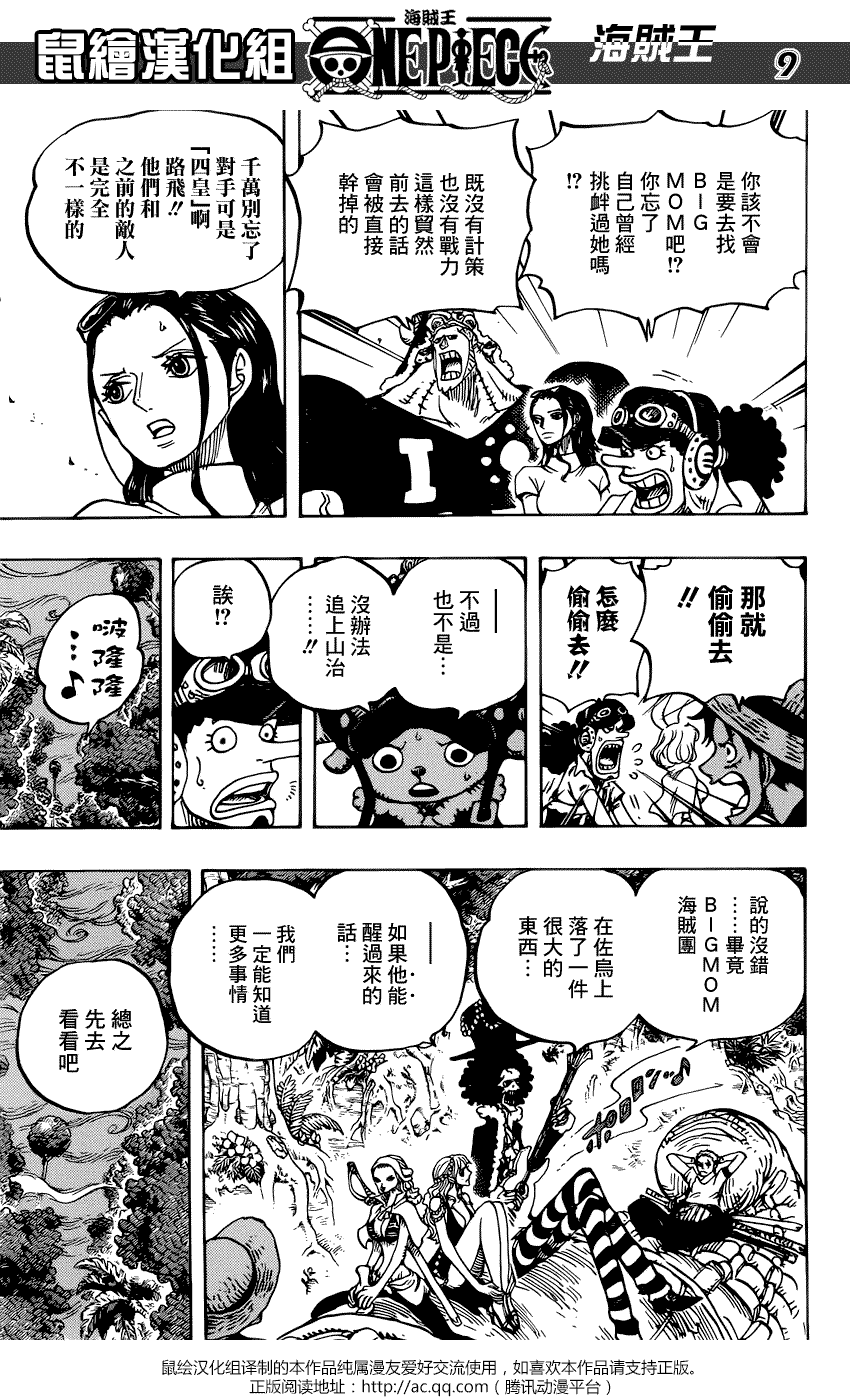 鼠繪漢化組
海賊王
ONE PIECE
海賊王
9
你該不會
是要去找
BIG
MOM吧!?
你忘了
自己曾經
挑衅過她嗎
!?
既沒有計策
也沒有戰力
這樣貿然
前去的話
會被直接
幹掉的
千萬別忘了
對手可是
「四皇」啊
路飛!!
他們和
之前的敵人
是完全
不一樣的
那就
偷偷去
!!
怎麼
偷偷去!!
——
不過
也不是…
沒辦法
追上山治
……!!
誒!?
啵隆隆
…♪
說的沒錯
……畢竟
BIGMOM
海賊團
在佐烏上
落了一件
很大的
東西…
——
如果他能
醒過來的
話…
我們
一定能知道
更多事情
……
ポロロロン…♪
總之
先去
看看吧
鼠绘汉化组译制的本作品纯属漫友爱好交流使用，如喜欢本作品请支持正版。
正版阅读地址：http://ac.qq.com（腾讯动漫平台）